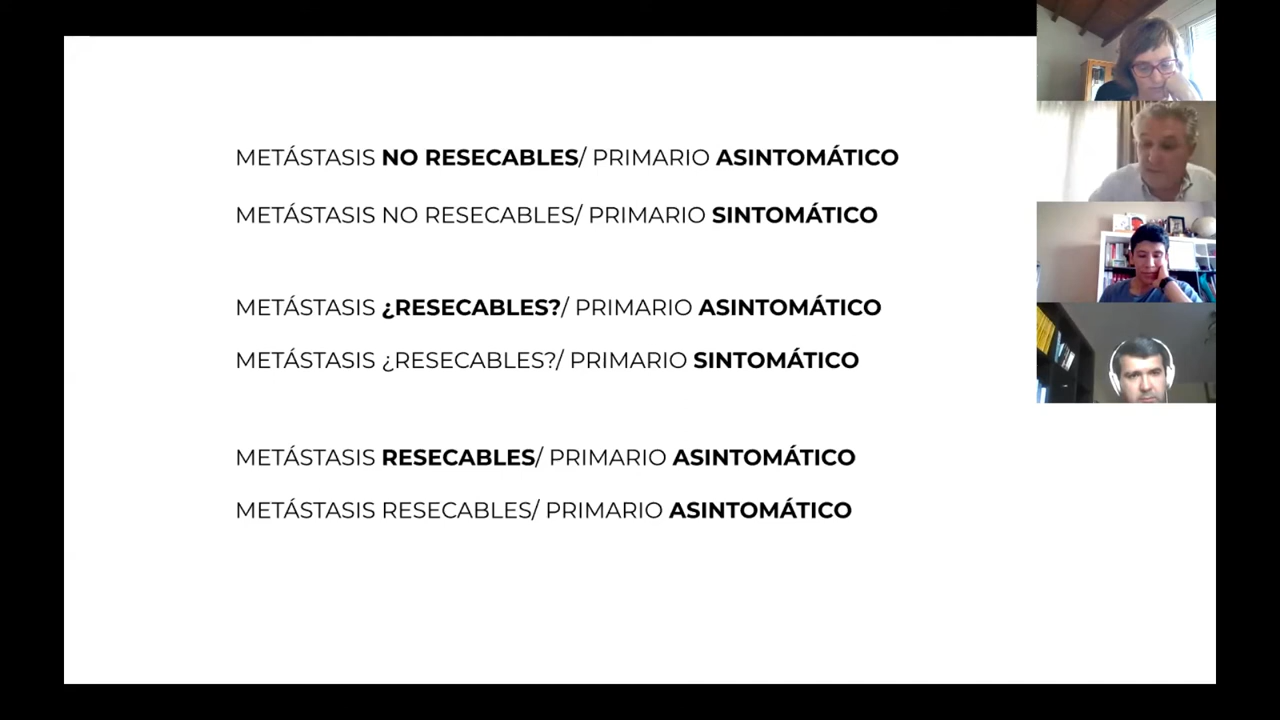 METÁSTASIS NO RESECABLES/ PRIMARIO ASINTOMÁTICO
METÁSTASIS NO RESECABLES/ PRIMARIO SINTOMÁTICO
METÁSTASIS ¿RESECABLES?/ PRIMARIO ASINTOMÁTICO
METÁSTASIS ¿RESECABLES?/ PRIMARIO SINTOMÁTICO
METÁSTASIS RESECABLES/ PRIMARIO ASINTOMÁTICO
METÁSTASIS RESECABLES/ PRIMARIO ASINTOMÁTICO